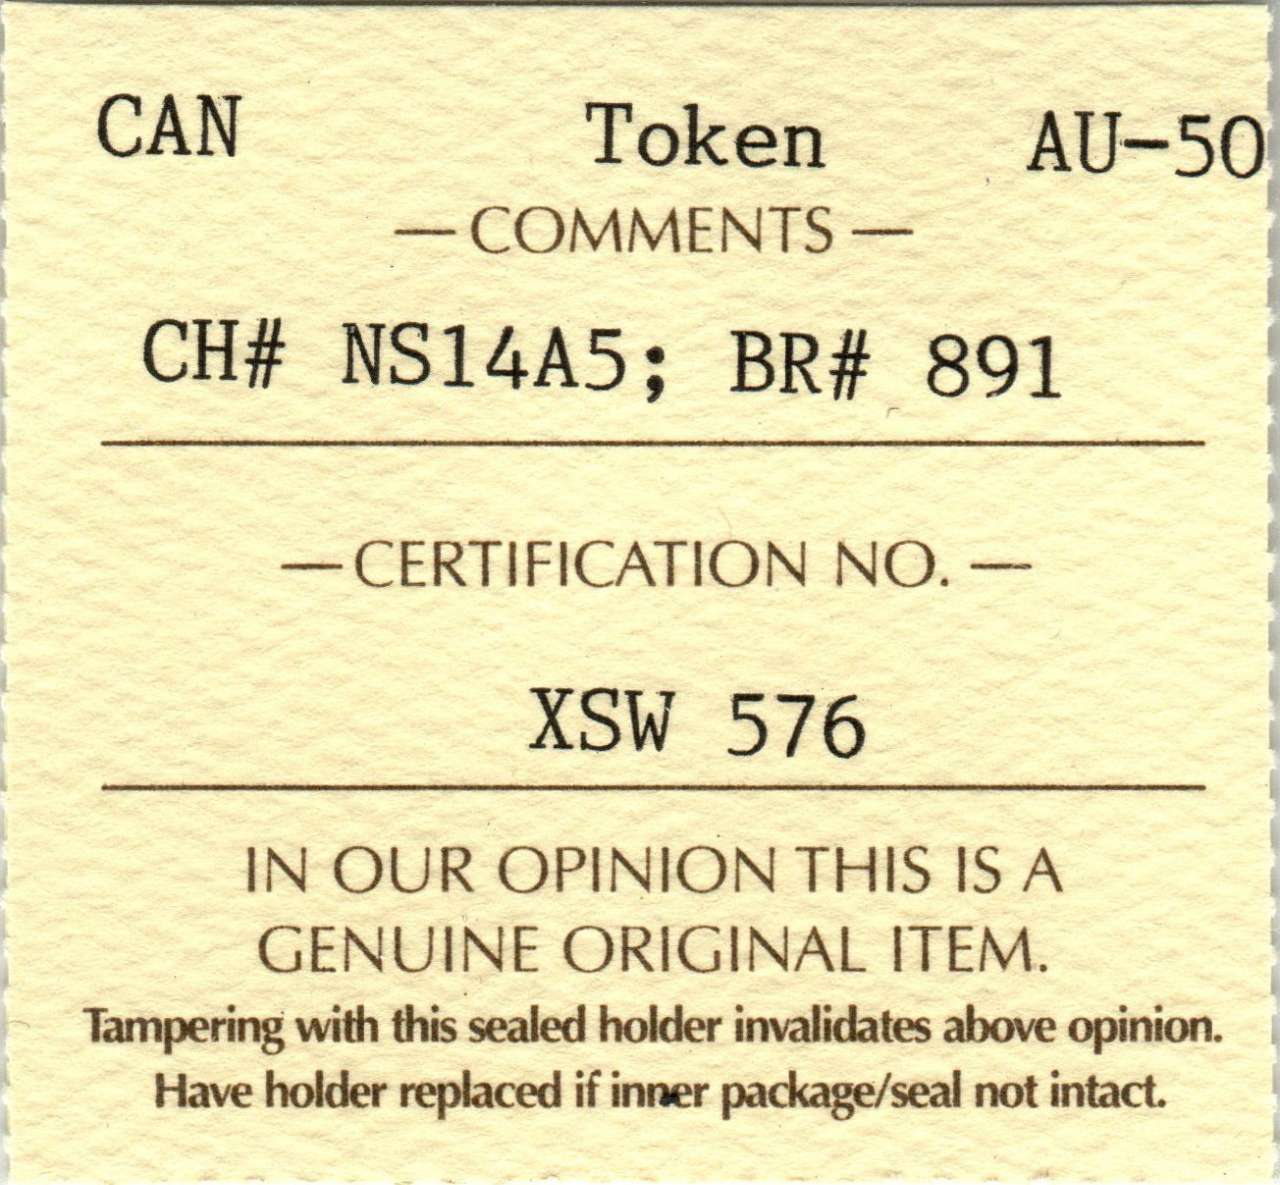 CAN Token AU-50
— COMMENTS —
CH# NS14A5; BR# 891
— CERTIFICATION NO. —
XSW 576
IN OUR OPINION THIS IS A
GENUINE ORIGINAL ITEM.
Tampering with this sealed holder invalidates above opinion.
Have holder replaced if inner package/seal not intact.